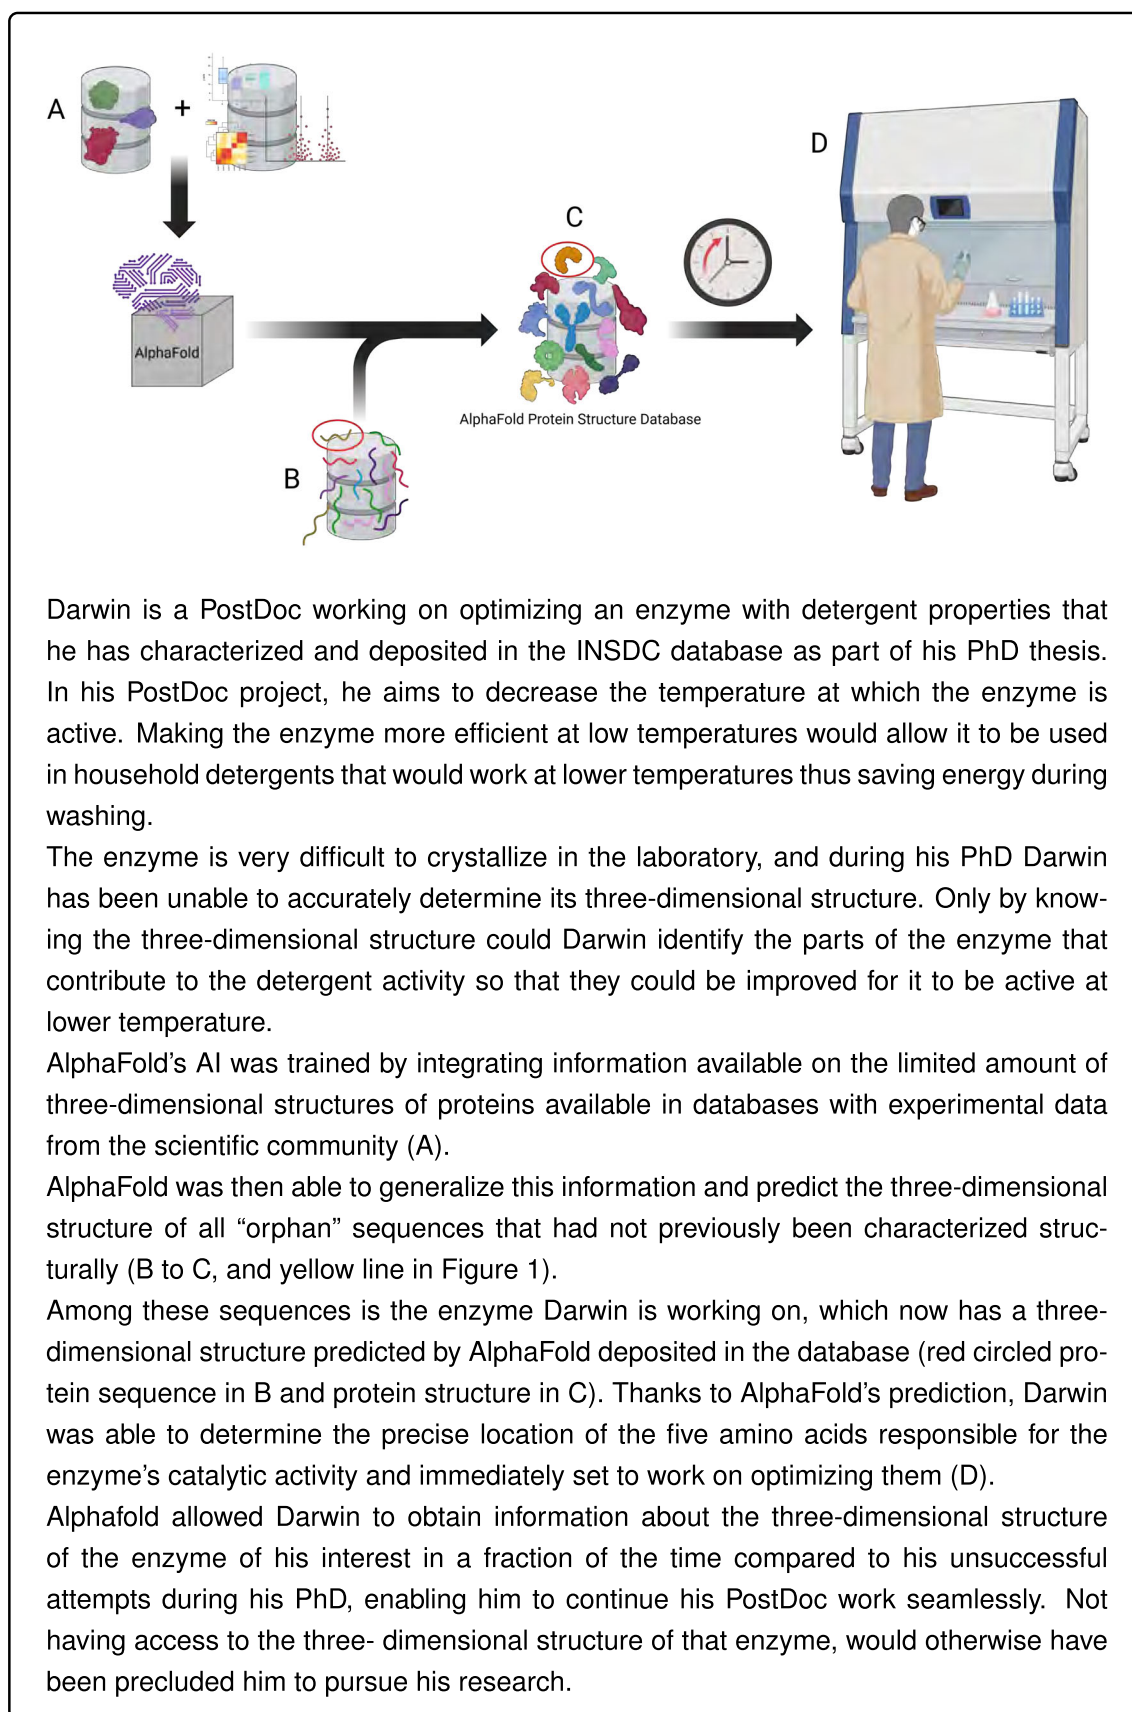 A
+
D
C
AlphaFold
AlphaFold Protein Structure Database
B
Darwin is a PostDoc working on optimizing an enzyme with detergent properties that
he has characterized and deposited in the INSDC database as part of his PhD thesis.
In his PostDoc project, he aims to decrease the temperature at which the enzyme is
active. Making the enzyme more efficient at low temperatures would allow it to be used
in household detergents that would work at lower temperatures thus saving energy during
washing.
The enzyme is very difficult to crystallize in the laboratory, and during his PhD Darwin
has been unable to accurately determine its three-dimensional structure. Only by know-
ing the three-dimensional structure could Darwin identify the parts of the enzyme that
contribute to the detergent activity so that they could be improved for it to be active at
lower temperature.
AlphaFold's AI was trained by integrating information available on the limited amount of
three-dimensional structures of proteins available in databases with experimental data
from the scientific community (A).
AlphaFold was then able to generalize this information and predict the three-dimensional
structure of all “orphan” sequences that had not previously been characterized struc-
turally (B to C, and yellow line in Figure 1).
Among these sequences is the enzyme Darwin is working on, which now has a three-
dimensional structure predicted by AlphaFold deposited in the database (red circled pro-
tein sequence in B and protein structure in C). Thanks to AlphaFold's prediction, Darwin
was able to determine the precise location of the five amino acids responsible for the
enzyme's catalytic activity and immediately set to work on optimizing them (D).
Alphafold allowed Darwin to obtain information about the three-dimensional structure
of the enzyme of his interest in a fraction of the time compared to his unsuccessful
attempts during his PhD, enabling him to continue his PostDoc work seamlessly. Not
having access to the three- dimensional structure of that enzyme, would otherwise have
been precluded him to pursue his research.